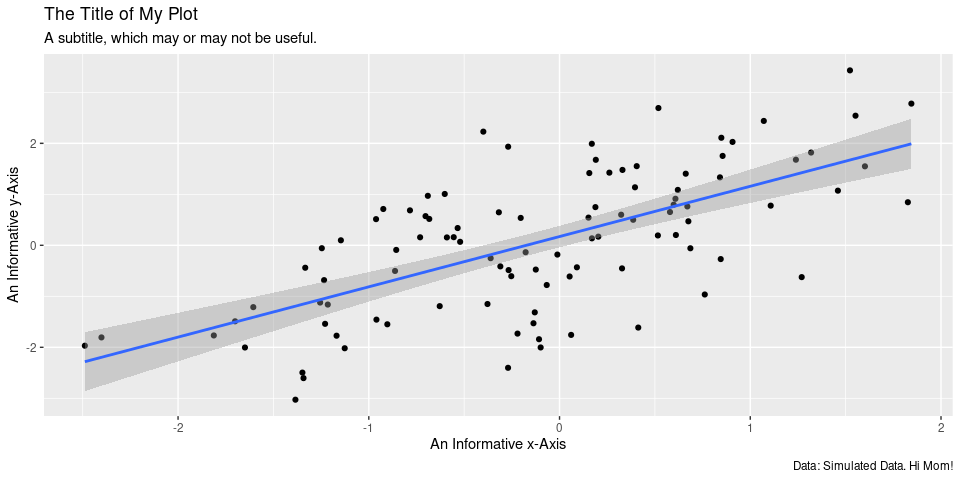 The Title of My Plot
A subtitle, which may or may not be useful.
An Informative y-Axis
2
0
-2
-2 -1 0 1 2
An Informative x-Axis
Data: Simulated Data. Hi Mom!